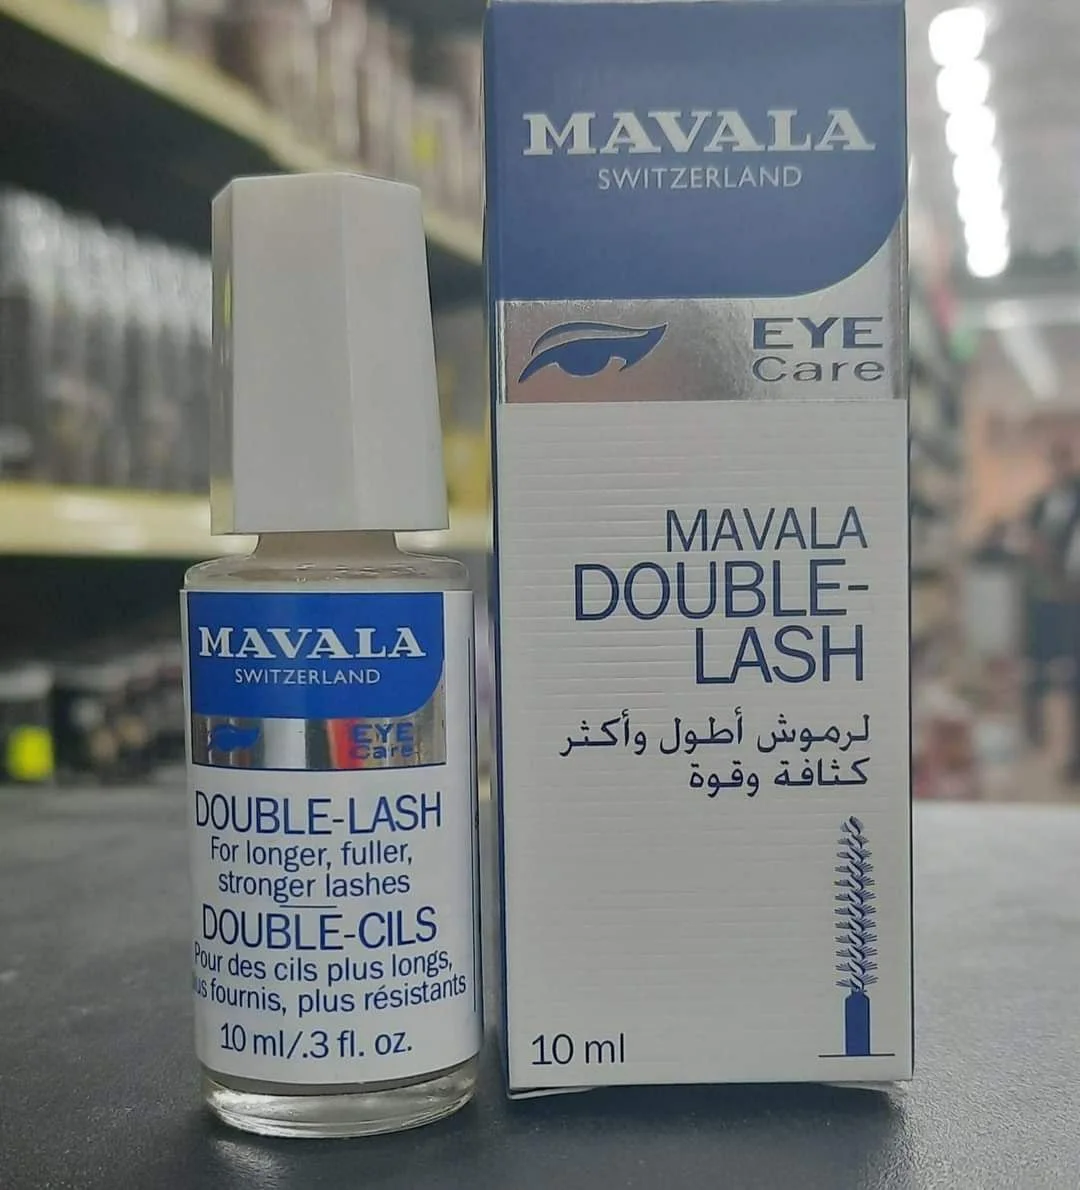 MAVALA
SWITZERLAND
EYE
Care
MAVALA
DOUBLE-
LASH
لرموش أطول وأكثر
كثافة وقوة
10 ml
MAVALA
SWITZERLAND
EYE
Care
DOUBLE-LASH
For longer, fuller,
stronger lashes
DOUBLE-CILS
Pour des cils plus longs,
fournis, plus résistants
10 ml/.3 fl. oz.